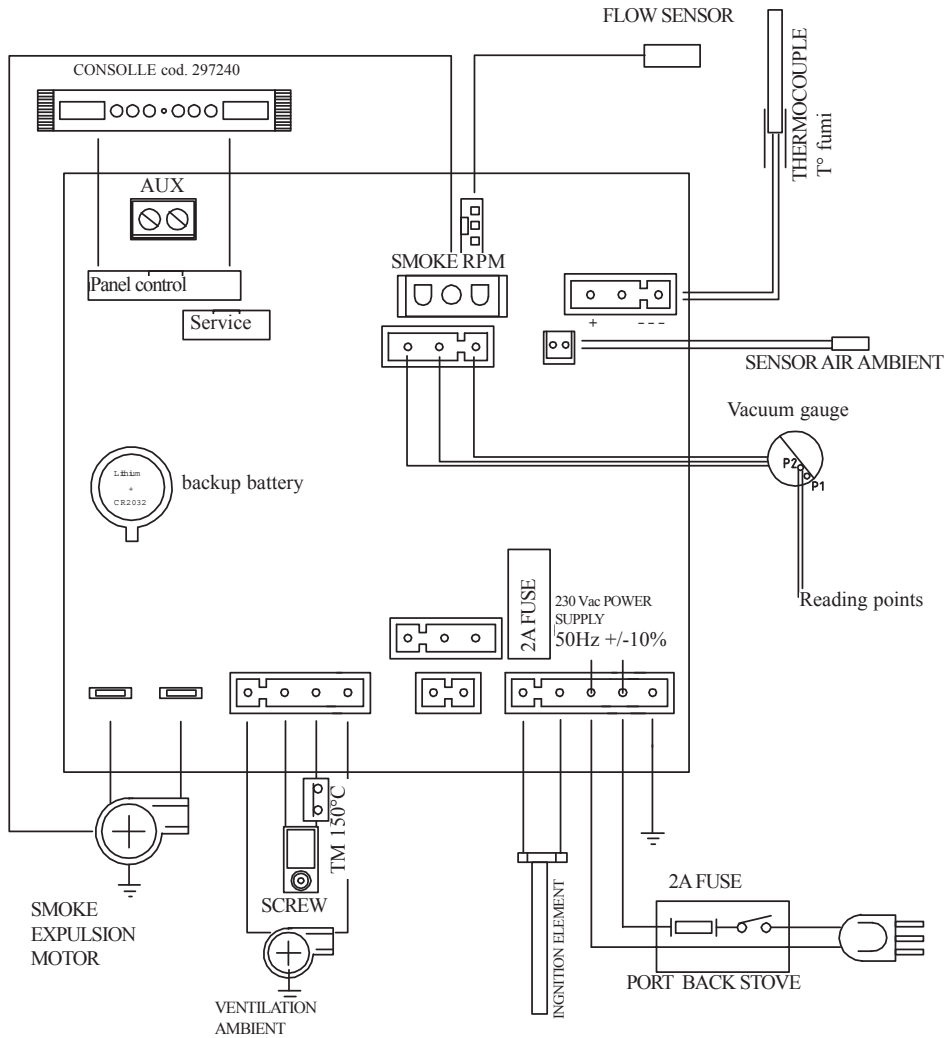 FLOW SENSOR
CONSOLLE cod. 297240
THERMOCOUPLE
T° fumi
AUX
SMOKE RPM
Panel control
Service
+
---
SENSOR AIR AMBIENT
Vacuum gauge
P2
P1
Lithium
+
CR2032
backup battery
Reading points
2A FUSE
230 Vac POWER
SUPPLY
50Hz +/-10%
TM 150°C
SCREW
SMOKE
EXPULSION
MOTOR
VENTILATION
AMBIENT
INGNITION ELEMENT
2A FUSE
PORT BACK STOVE